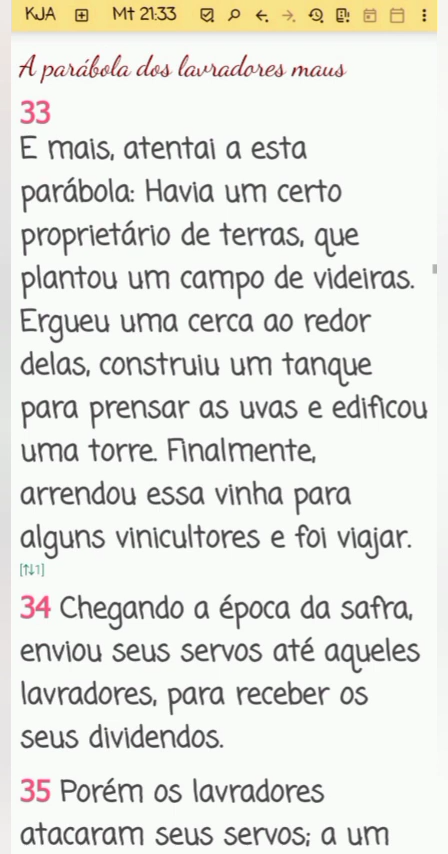 KJA Mt 21:33
A parábola dos lavradores maus
33
E mais, atentai a esta
parábola: Havia um certo
proprietário de terras, que
plantou um campo de videiras.
Ergueu uma cerca ao redor
delas, construiu um tanque
para prensar as uvas e edificou
uma torre. Finalmente,
arrendou essa vinha para
alguns vinicultores e foi viajar.
[↑↓1]
34 Chegando a época da safra,
enviou seus servos até aqueles
lavradores, para receber os
seus dividendos.
35 Porém os lavradores
atacaram seus servos; a um